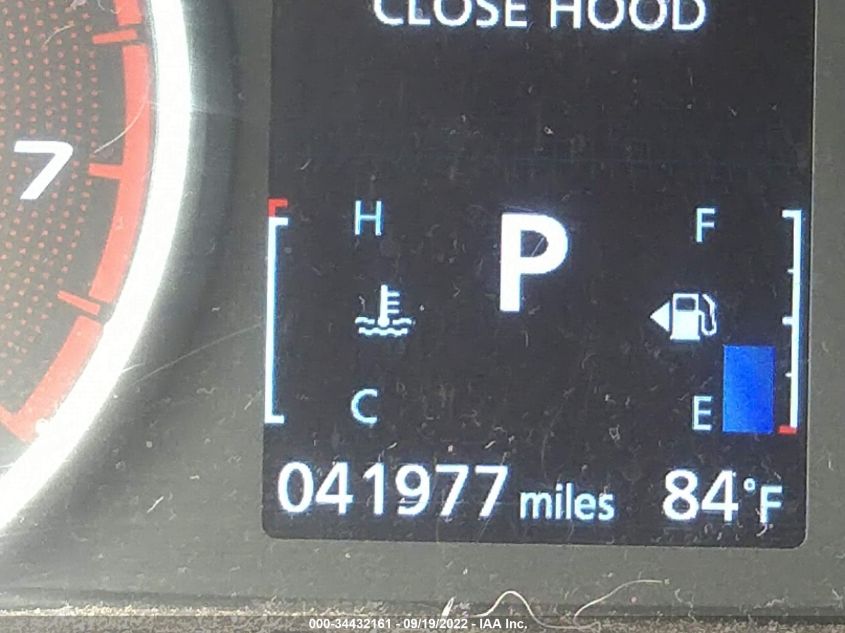 CLOSE HOOD
7
H
P
F
C
E
041977 miles 84°F
000-34432161 - 09/19/2022 - IAA Inc.